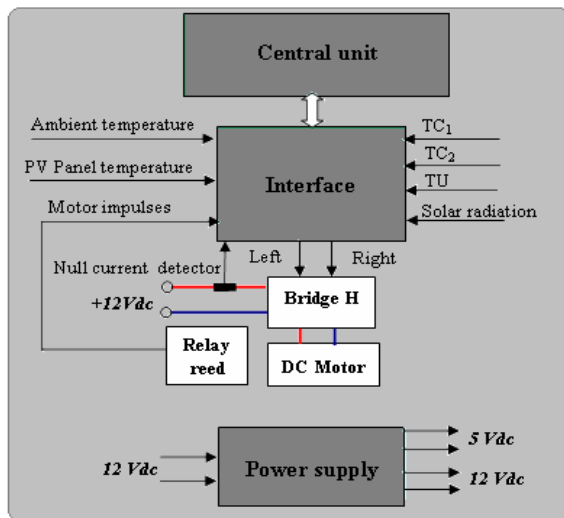 Central unit
Ambient temperature
TC1
PV Panel temperature
TC2
Interface
TU
Motor impulses
Solar radiation
Left
Right
Null current detector
+12Vdc
Bridge H
Relay
reed
DC Motor
5 Vdc
12 Vdc
Power supply
12 Vdc